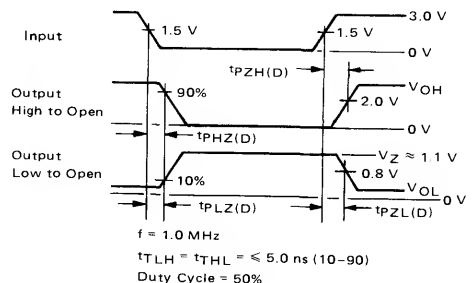 3.0 V
Input
1.5 V
1.5 V
0 V
tPZH(D)
Output
High to Open
90%
VOH
2.0 V
0 V
tPHZ(D)
Output
Low to Open
VZ ≈ 1.1 V
10%
0.8 V
VOL
0 V
tPLZ(D)
tPZL(D)
f = 1.0 MHz
tTLH = tTHL = ≤ 5.0 ns (10-90)
Duty Cycle = 50%